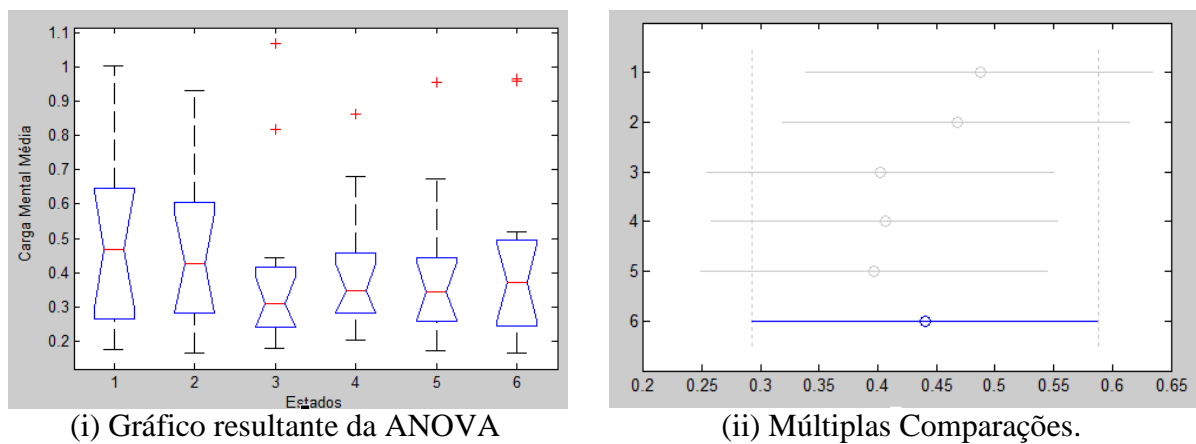 1.1
1
0.9
0.8
0.7
0.6
0.5
0.4
0.3
0.2
Carga Mental Média
1 2 3 4 5 6
Estados
(i) Gráfico resultante da ANOVA
1
2
3
4
5
6
0.2 0.25 0.3 0.35 0.4 0.45 0.5 0.55 0.6 0.65
(ii) Múltiplas Comparações.